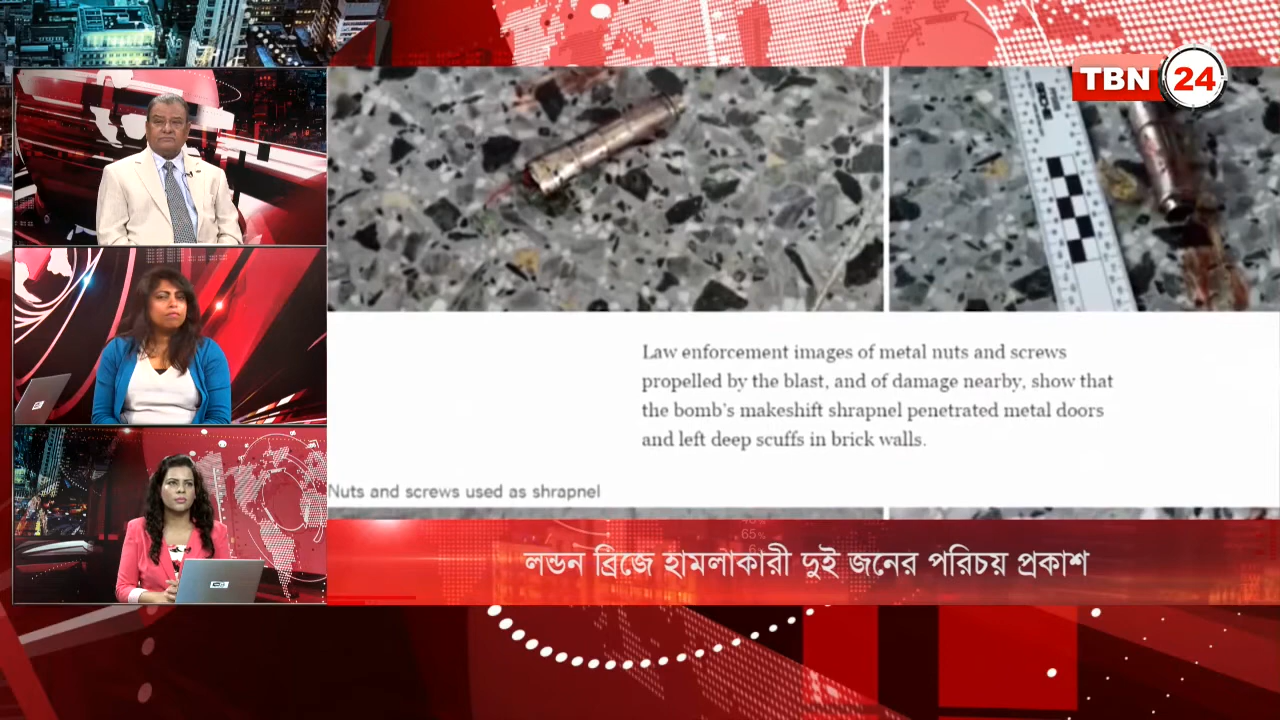 TBN 24
Law enforcement images of metal nuts and screws
propelled by the blast, and of damage nearby, show that
the bomb's makeshift shrapnel penetrated metal doors
and left deep scuffs in brick walls.
Nuts and screws used as shrapnel
65%
লন্ডন ব্রিজে হামলাকারী দুই জনের পরিচয় প্রকাশ